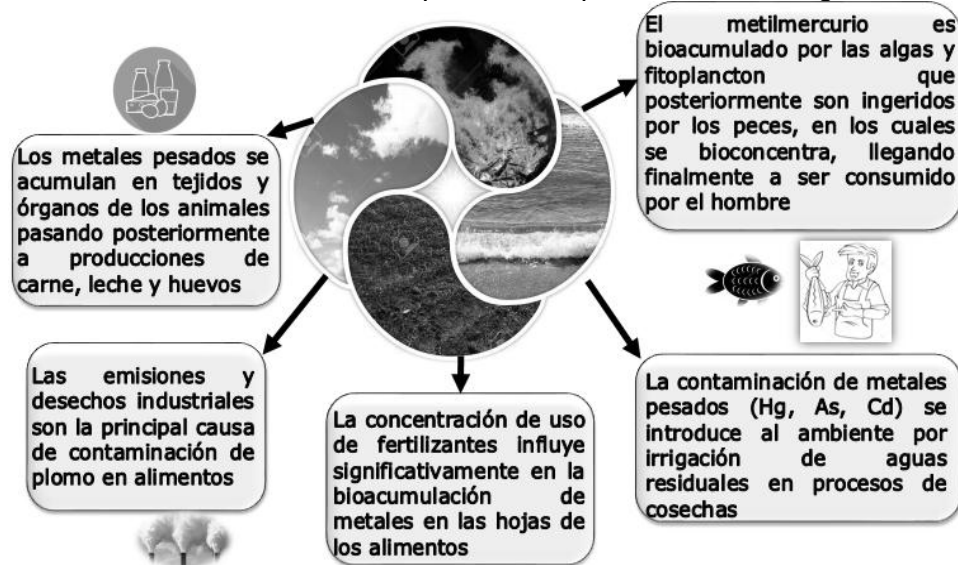 Los metales pesados se
acumulan en tejidos y
órganos de los animales
pasando posteriormente
a producciones de
carne, leche y huevos
El metilmercurio es
bioacumulado por las algas y
fitoplancton que
posteriormente son ingeridos
por los peces, en los cuales
se bioconcentra, llegando
finalmente a ser consumido
por el hombre
Las emisiones y
desechos industriales
son la principal causa
de contaminación de
plomo en alimentos
La concentración de uso
de fertilizantes influye
significativamente en la
bioacumulación de
metales en las hojas de
los alimentos
La contaminación de metales
pesados (Hg, As, Cd) se
introduce al ambiente por
irrigación de aguas
residuales en procesos de
cosechas